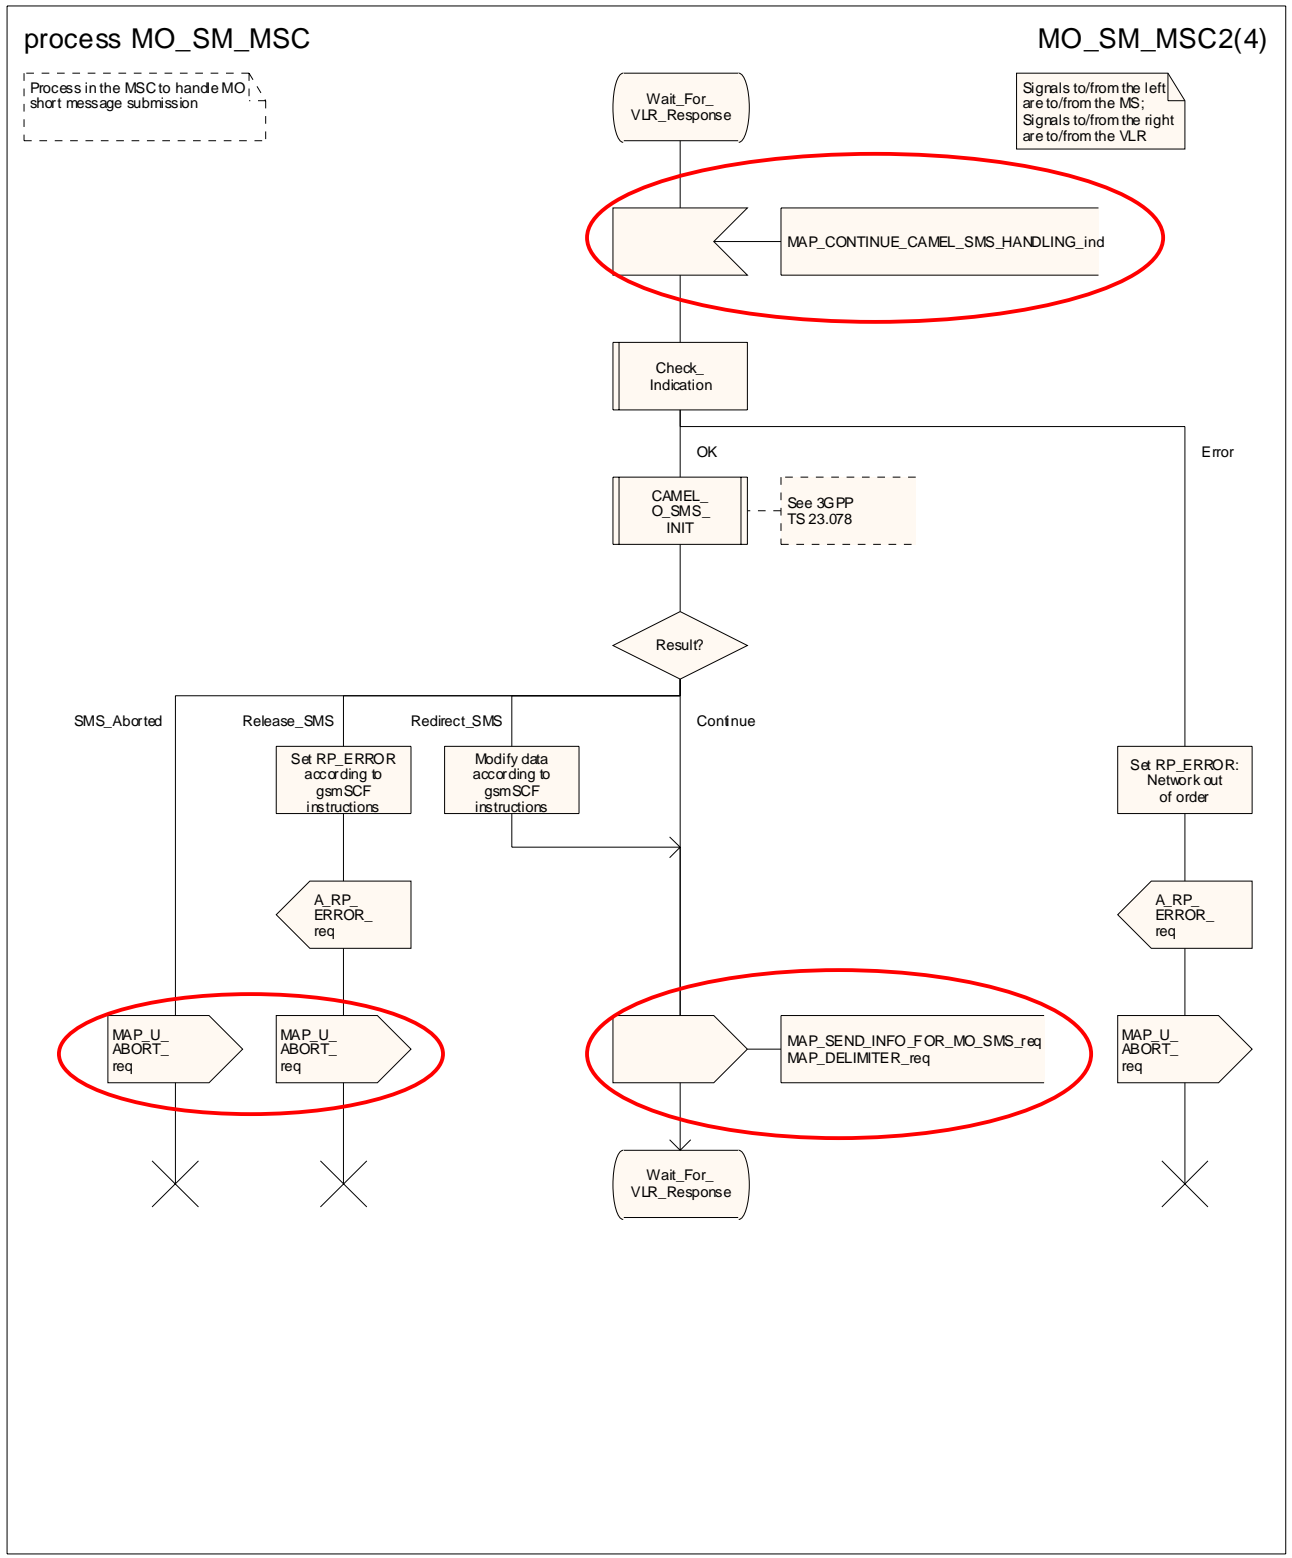 process MO_SM_MSC
MO_SM_MSC2(4)
Process in the MSC to handle MO
short message submission
Wait_For_
VLR_Response
Signals to/from the left
are to/from the MS;
Signals to/from the right
are to/from the VLR
MAP_CONTINUE_CAMEL_SMS_HANDLING_ind
Check_
Indication
OK
Error
CAMEL_
O_SMS_
INIT
See 3GPP
TS 23.078
Result?
SMS_Aborted
Release_SMS
Redirect_SMS
Continue
Set RP_ERROR
according to
gsmSCF
instructions
Modify data
according to
gsmSCF
instructions
Set RP_ERROR:
Network out
of order
A_RP_
ERROR_
req
A_RP_
ERROR_
req
MAP_U_
ABORT_
req
MAP_U_
ABORT_
req
MAP_SEND_INFO_FOR_MO_SMS_req
MAP_DELIMITER_req
MAP_U_
ABORT_
req
Wait_For_
VLR_Response